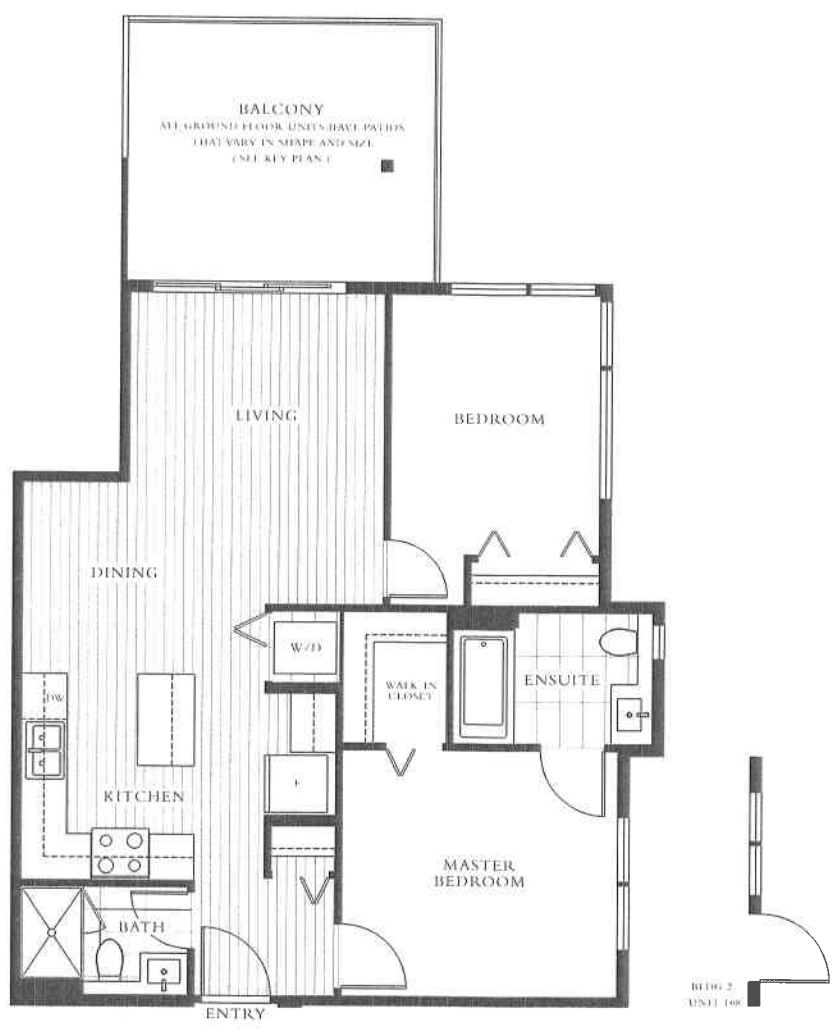 BALCONY
ALL GROUND FLOOR UNITS HAVE PATIOS
THAT VARY IN SHAPE AND SIZE
( SEE KEY PLAN )
LIVING
BEDROOM
DINING
W/D
DW
WALK IN
CLOSET
ENSUITE
F
KITCHEN
MASTER
BEDROOM
BATH
ENTRY
BLDG 2
UNIT